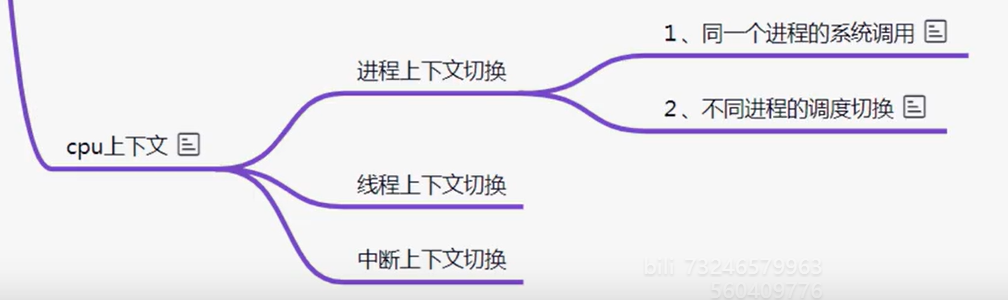 1、同一个进程的系统调用
进程上下文切换
2、不同进程的调度切换
cpu上下文
线程上下文切换
中断上下文切换
bili 73246579963
560409776